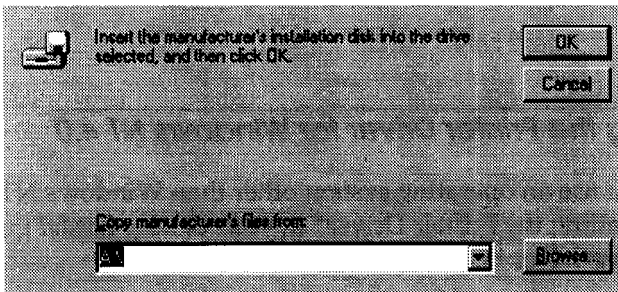 Insert the manufacturer's installation disk into the drive
selected, and then click OK.
OK
Cancel
Copy manufacturer's files from:
A:\
Browse...